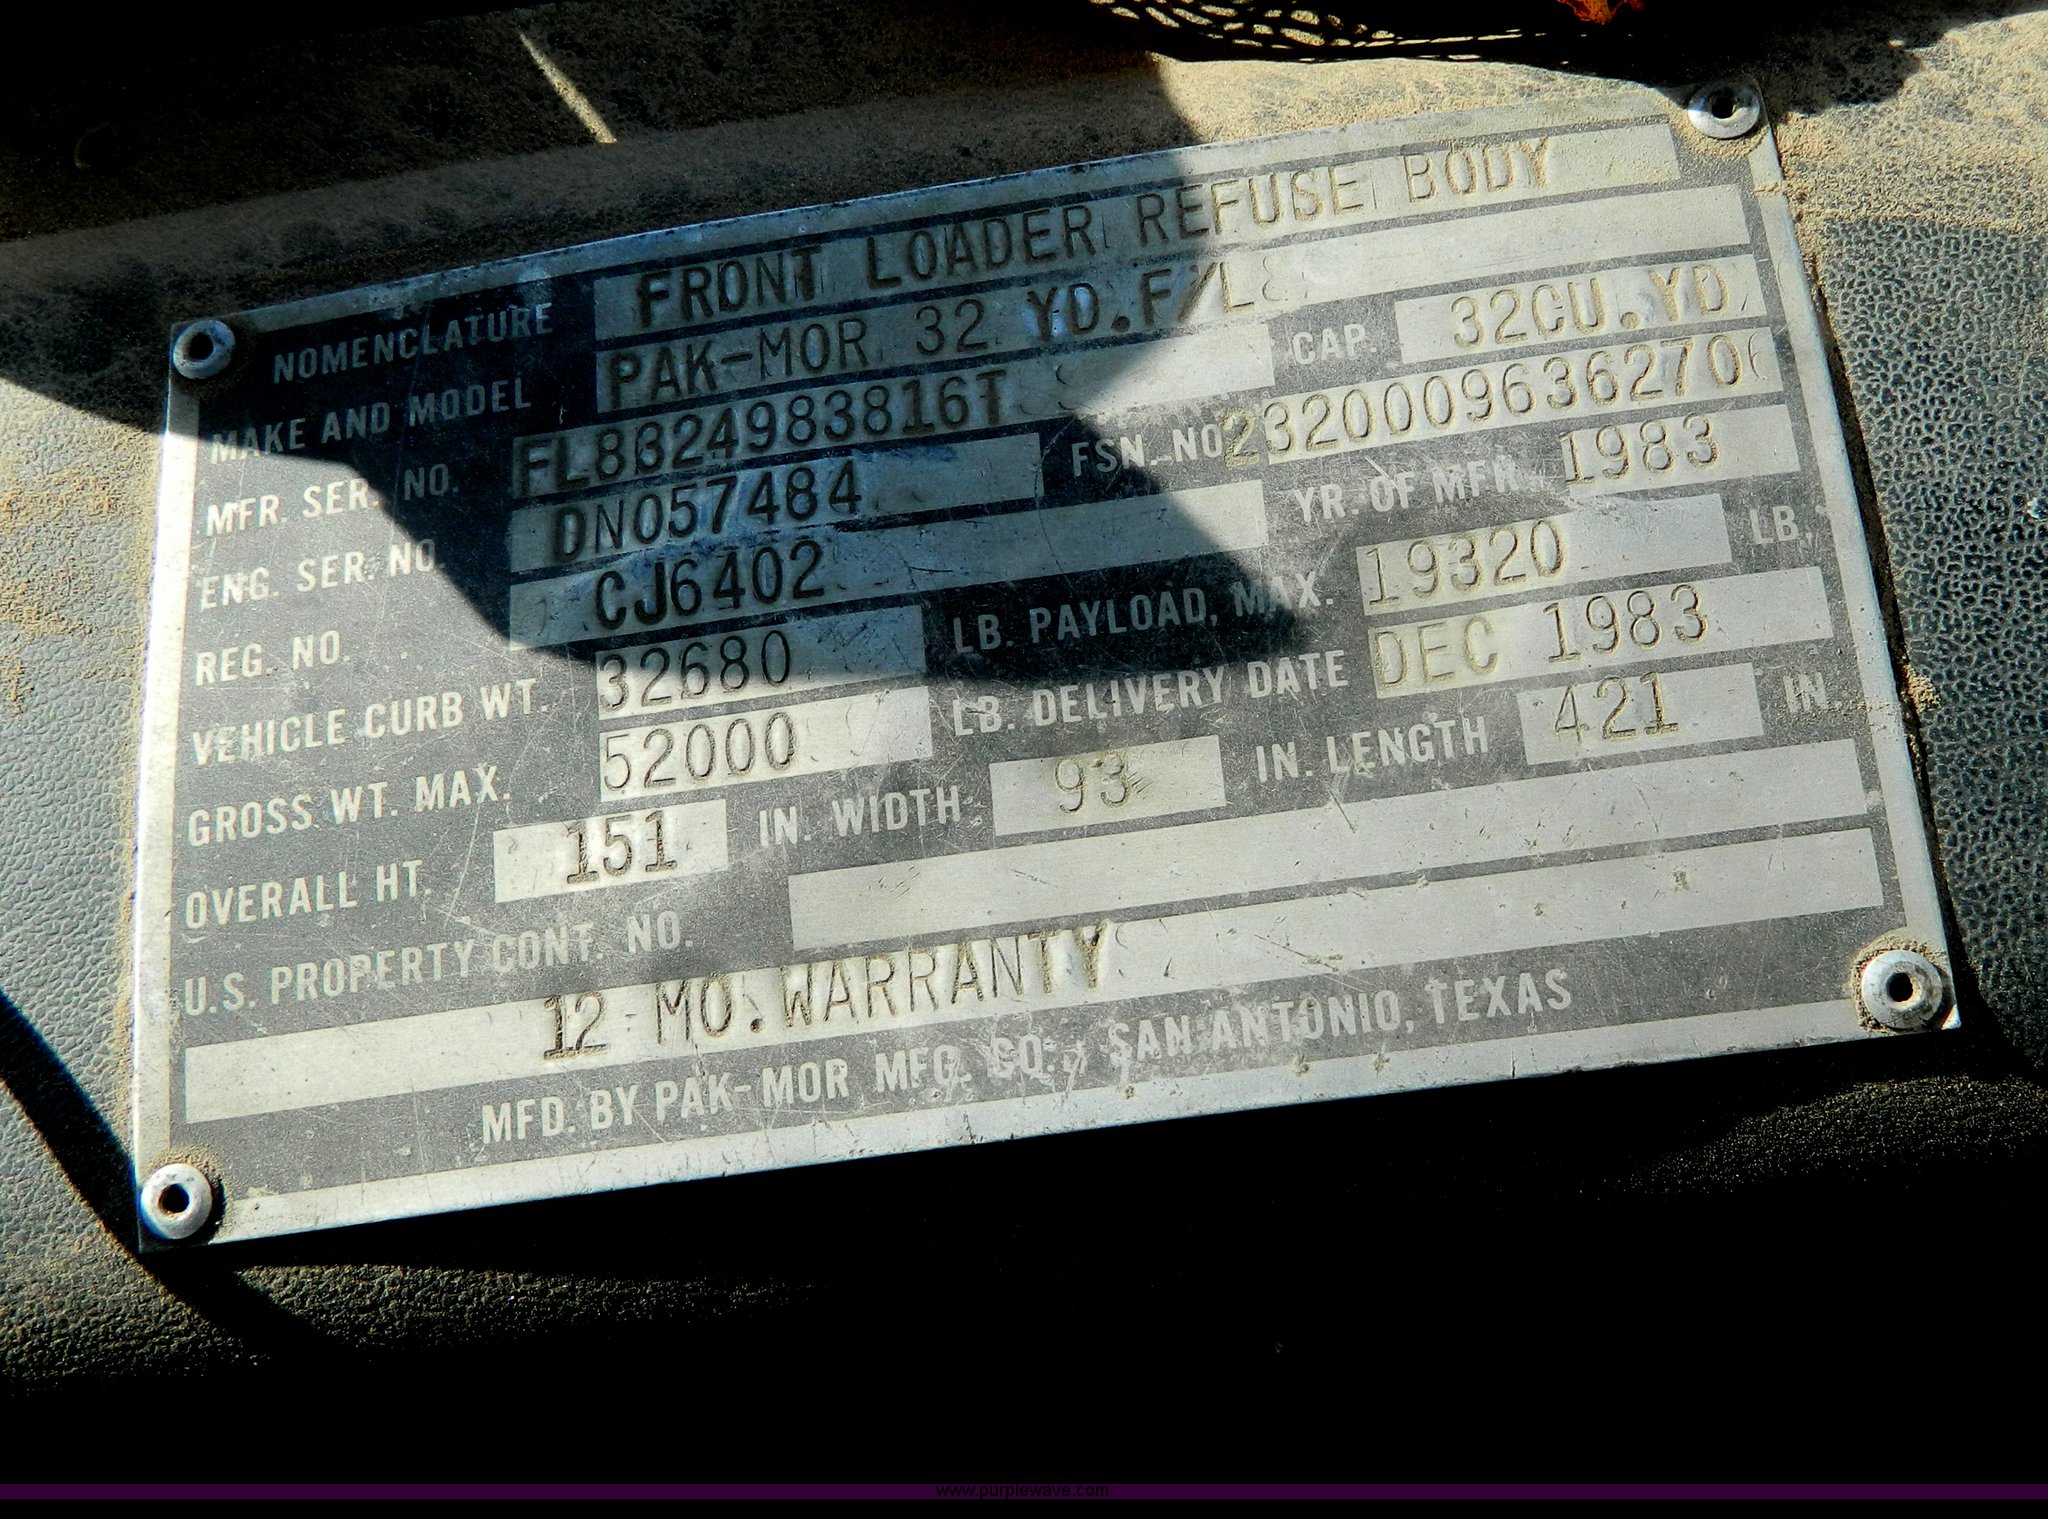 NOMENCLATURE FRONT LOADER REFUSE BODY
MAKE AND MODEL PAK-MOR 32 YD.F/L
MFR. SER. NO. FL8324983816T CAP. 32CU.YD.
ENG. SER. NO. DN057484 FSN. NO. 2320009636270
REG. NO. CJ6402 YR. OF MFR. 1983
VEHICLE CURB WT. 32680 LB. PAYLOAD, MAX. 19320 LB.
GROSS WT. MAX. 52000 LB. DELIVERY DATE DEC 1983
OVERALL HT. 151 IN. WIDTH 93 IN. LENGTH 421 IN.
U.S. PROPERTY CONT. NO.
12 MO.WARRANTY
MFD. BY PAK-MOR MFG. CO., SAN ANTONIO, TEXAS
www.purplewave.com